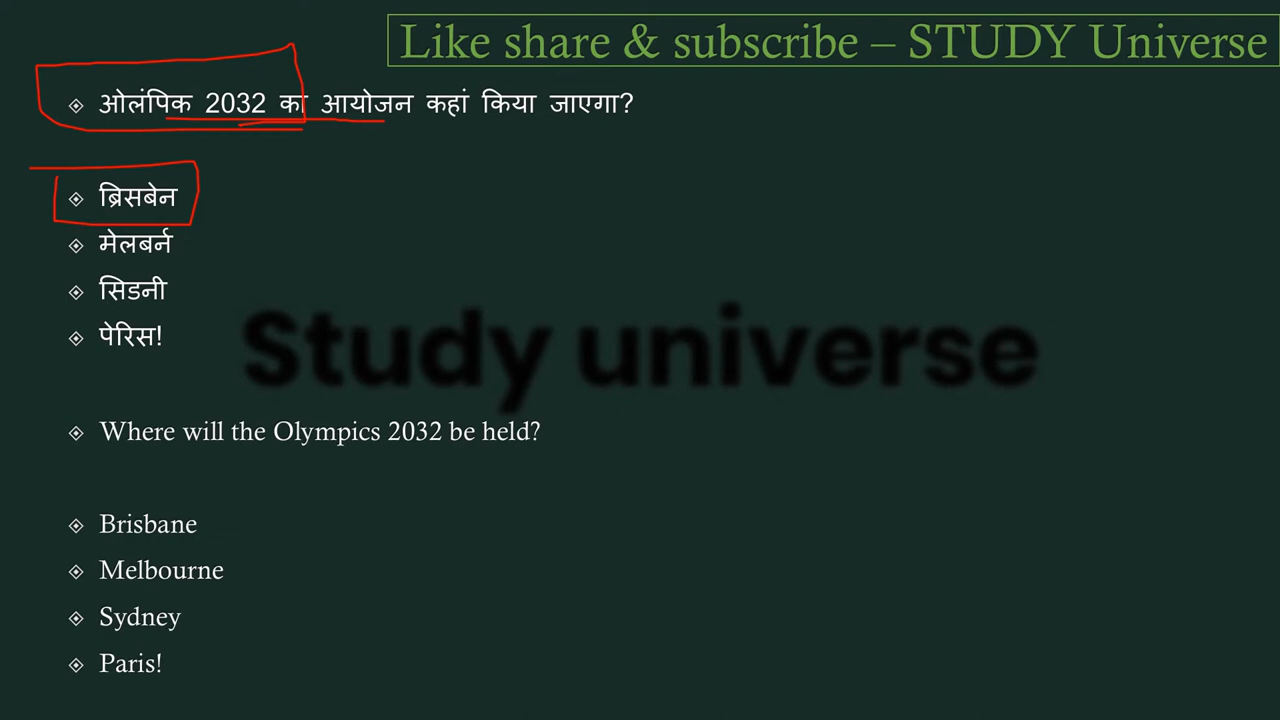 Like share & subscribe – STUDY Universe
ओलंपिक 2032 का आयोजन कहां किया जाएगा?
ब्रिसबेन
मेलबर्न
सिडनी
पेरिस!
Study universe
Where will the Olympics 2032 be held?
Brisbane
Melbourne
Sydney
Paris!